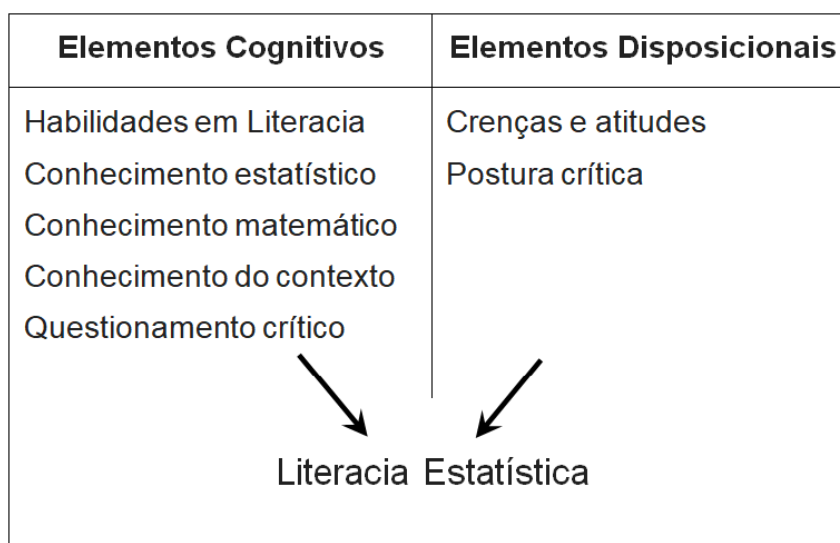 Elementos Cognitivos
Elementos Disposicionais
Habilidades em Literacia
Conhecimento estatístico
Conhecimento matemático
Conhecimento do contexto
Questionamento crítico
Crenças e atitudes
Postura crítica
Literacia Estatística